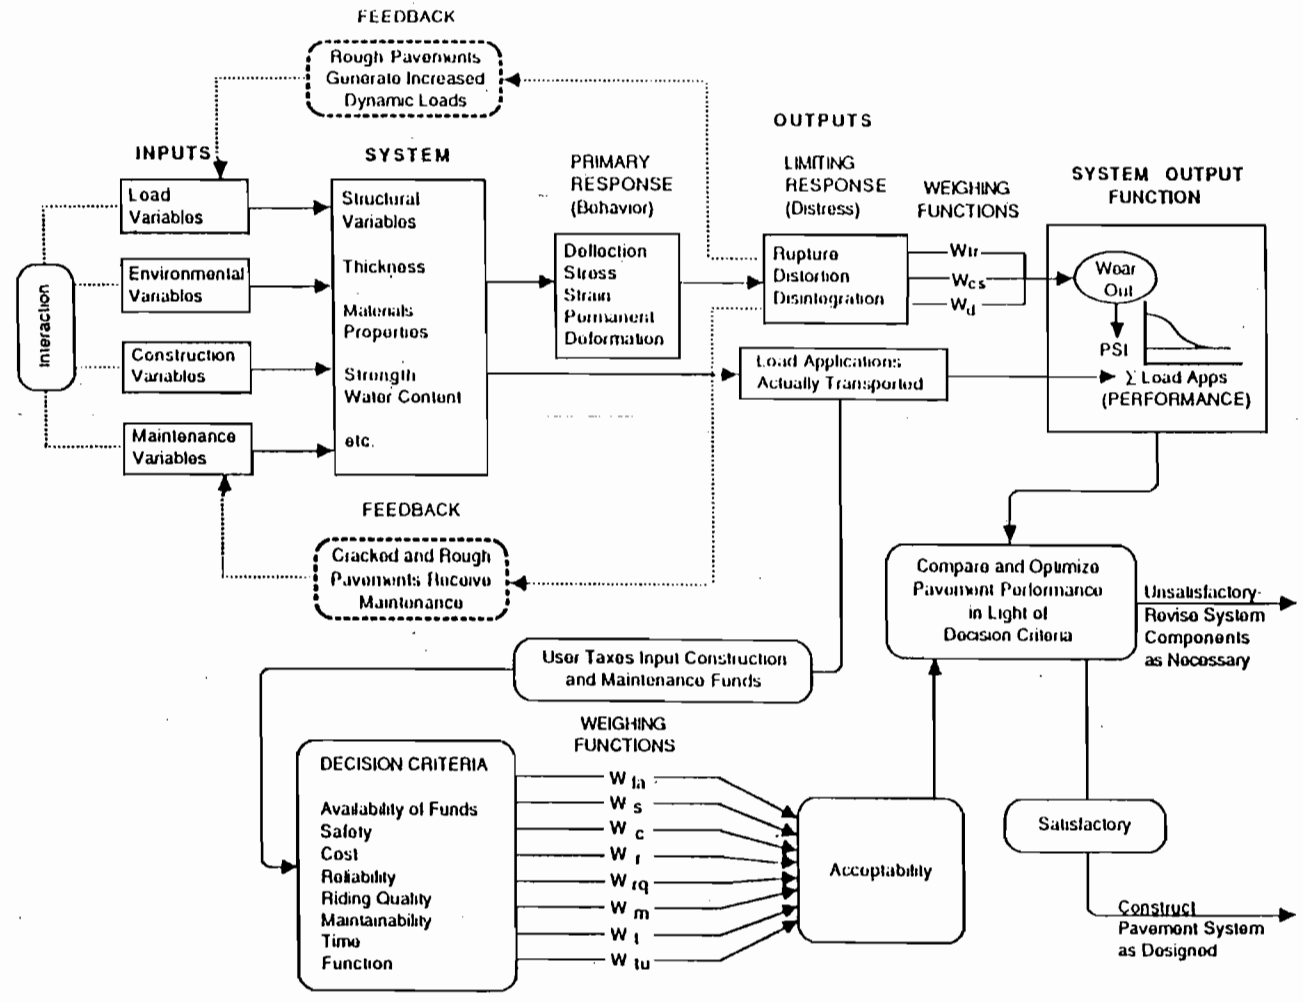 FEEDBACK
Rough Pavements
Generate Increased
Dynamic Loads
INPUTS
Load
Variables
Environmental
Variables
Construction
Variables
Maintenance
Variables
Interaction
SYSTEM
Structural
Variables
Thickness
Materials
Properties
Strength
Water Content
etc.
PRIMARY
RESPONSE
(Behavior)
Deflection
Stress
Strain
Permanent
Deformation
OUTPUTS
LIMITING
RESPONSE
(Distress)
Rupture
Distortion
Disintegration
WEIGHING
FUNCTIONS
W
Wcs
Wd
Load Applications
Actually Transported
SYSTEM OUTPUT
FUNCTION
Wear
Out
PSI
Σ Load Apps
(PERFORMANCE)
FEEDBACK
Cracked and Rough
Pavements Receive
Maintenance
Compare and Optimize
Pavement Performance
in Light of
Decision Criteria
Unsatisfactory-
Revise System
Components
as Necessary
User Taxes Input Construction
and Maintenance Funds
WEIGHING
FUNCTIONS
DECISION CRITERIA
Availability of Funds
Safety
Cost
Reliability
Riding Quality
Maintainability
Time
Function
W
W s
W c
W r
W rq
W m
W t
W
Acceptability
Satisfactory
Construct
Pavement System
as Designed